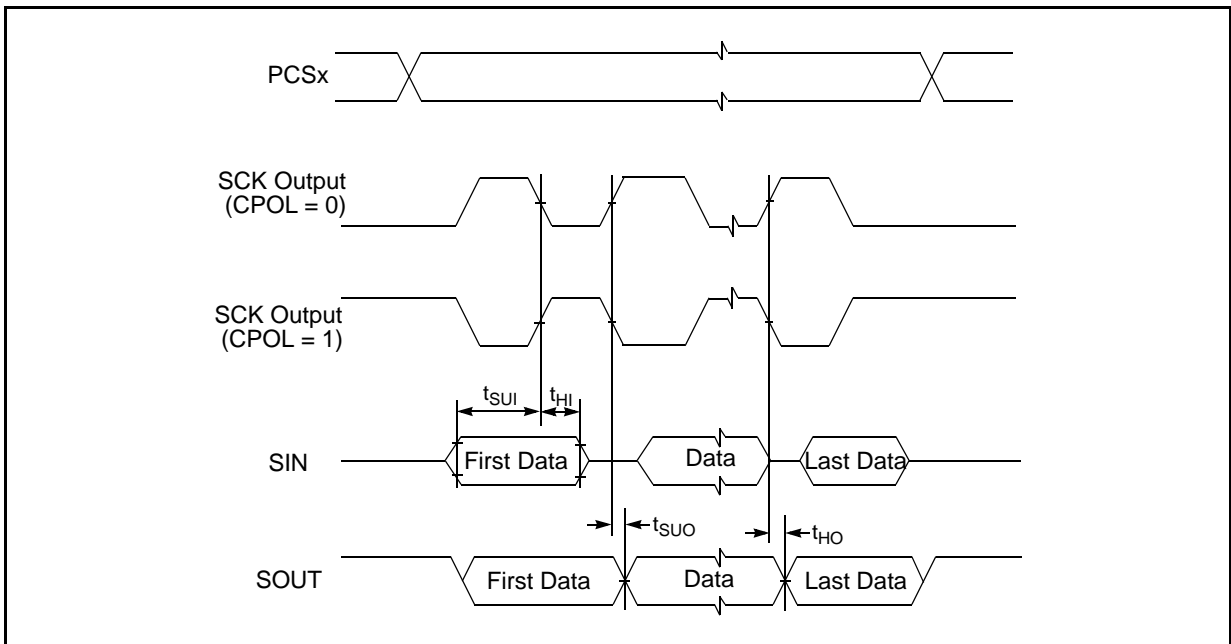 PCSx
SCK Output
(CPOL = 0)
SCK Output
(CPOL = 1)
tSUI
tHI
SIN
First Data
Data
Last Data
tSUO
tHO
SOUT
First Data
Data
Last Data